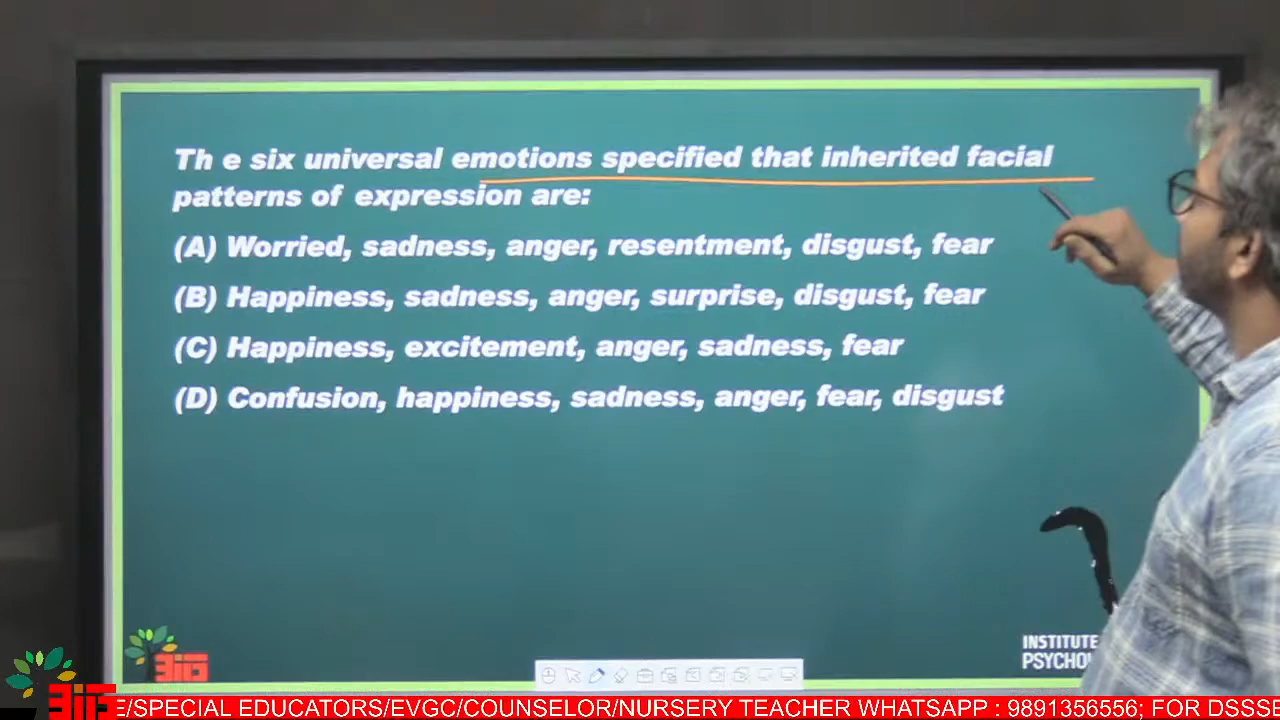 Th e six universal emotions specified that inherited facial
patterns of expression are:
(A) Worried, sadness, anger, resentment, disgust, fear
(B) Happiness, sadness, anger, surprise, disgust, fear
(C) Happiness, excitement, anger, sadness, fear
(D) Confusion, happiness, sadness, anger, fear, disgust
INSTITUTE
E/SPECIAL EDUCATORS/EVGC/COUNSELOR/NURSERY TEACHER WHATSAPP : 9891356556; FOR DSSSB